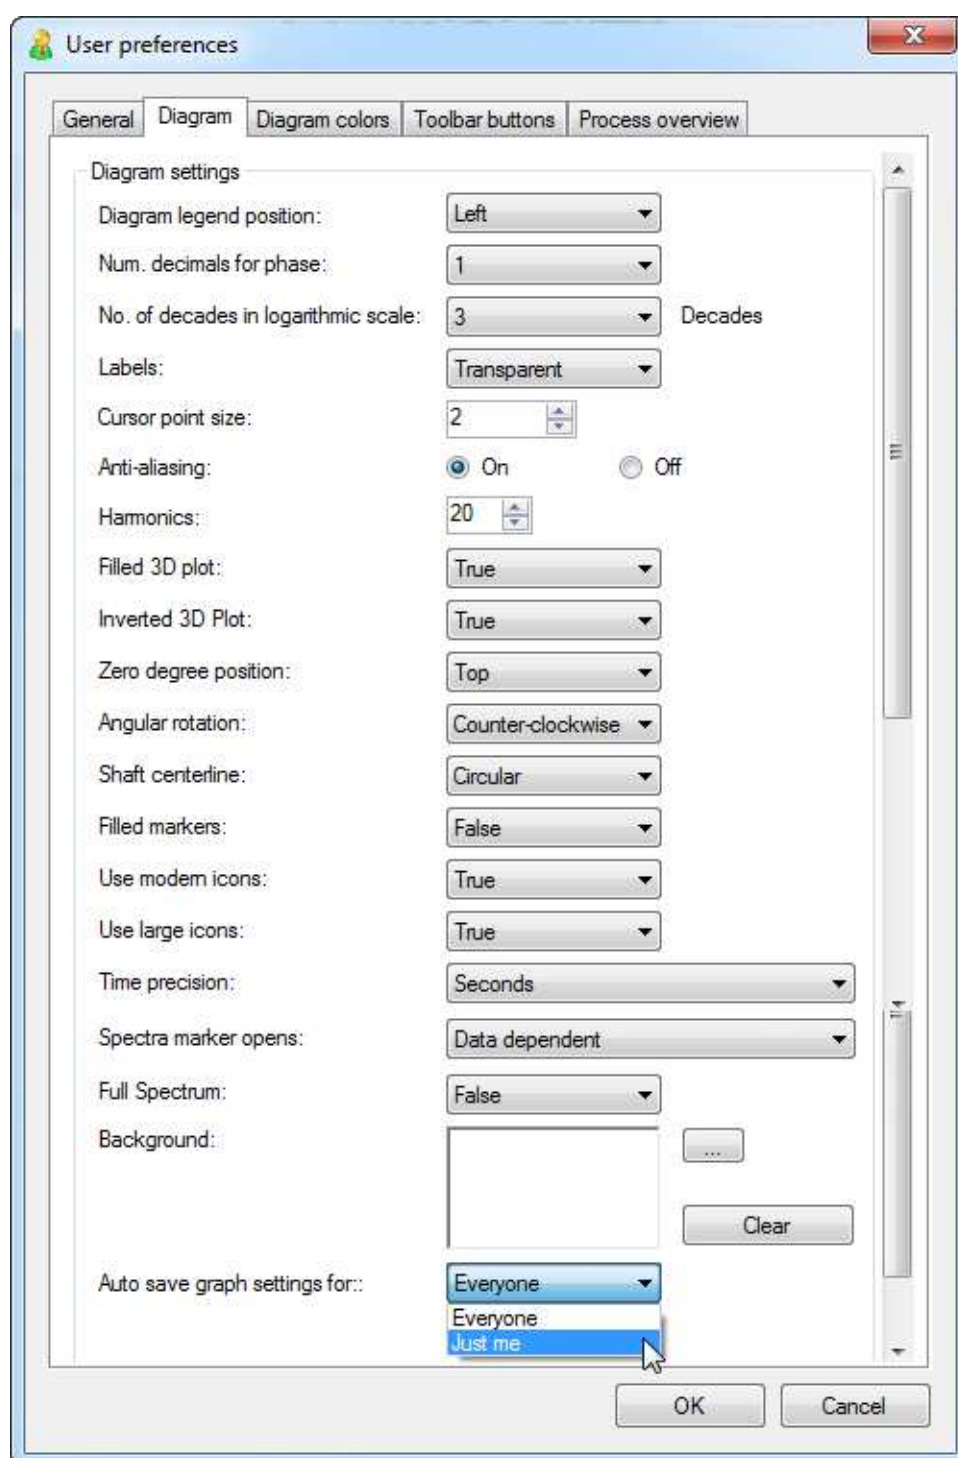 User preferences
General Diagram Diagram colors Toolbar buttons Process overview
Diagram settings
Diagram legend position: Left
Num. decimals for phase: 1
No. of decades in logarithmic scale: 3 Decades
Labels: Transparent
Cursor point size: 2
Anti-aliasing: On Off
Harmonics: 20
Filled 3D plot: True
Inverted 3D Plot: True
Zero degree position: Top
Angular rotation: Counter-clockwise
Shaft centerline: Circular
Filled markers: False
Use modern icons: True
Use large icons: True
Time precision: Seconds
Spectra marker opens: Data dependent
Full Spectrum: False
Background: ...
Clear
Auto save graph settings for:: Everyone
Everyone
Just me
OK Cancel